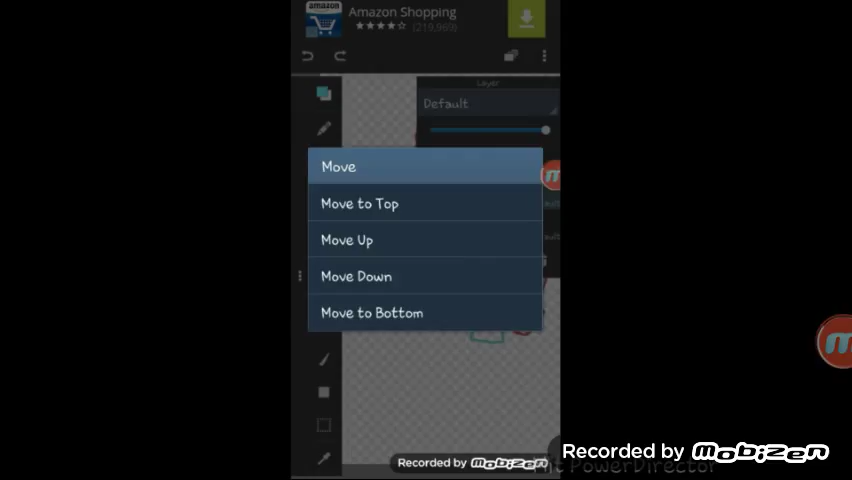 amazon
Amazon Shopping
(219,969)
Layer
Default
Move
Move to Top
Move Up
Move Down
Move to Bottom
Recorded by Mobizen
Recorded by Mobizen
PowerDirector